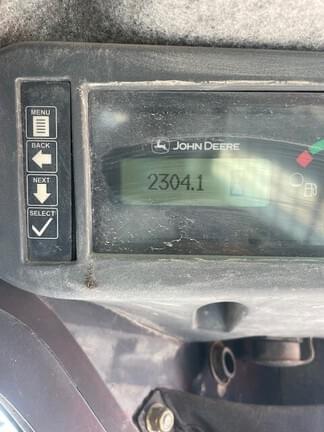 MENU
BACK
NEXT
SELECT
JOHN DEERE
2304.1